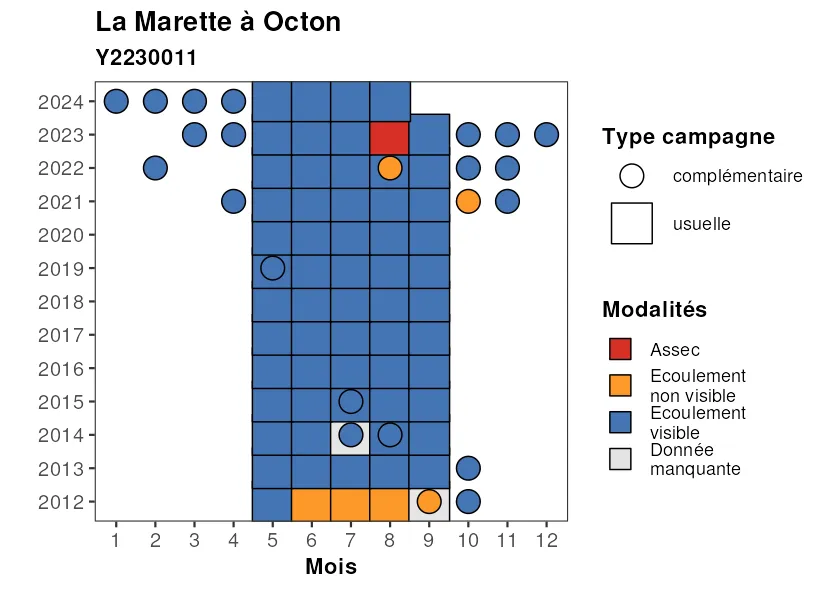 La Marette à Octon
Y2230011
2024
2023
2022
2021
2020
2019
2018
2017
2016
2015
2014
2013
2012
1 2 3 4 5 6 7 8 9 10 11 12
Mois
Type campagne
complémentaire
usuelle
Modalités
Assec
Ecoulement
non visible
Ecoulement
visible
Donnée
manquante